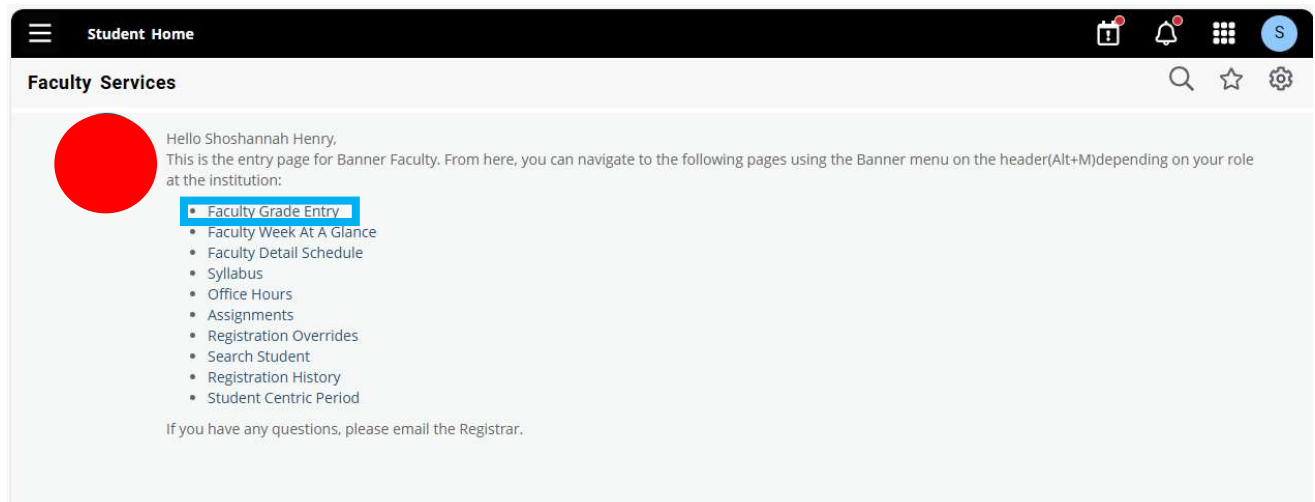 Student Home
S
Faculty Services
Hello Shoshannah Henry,
This is the entry page for Banner Faculty. From here, you can navigate to the following pages using the Banner menu on the header(Alt+M)depending on your role
at the institution:
Faculty Grade Entry
Faculty Week At A Glance
Faculty Detail Schedule
Syllabus
Office Hours
Assignments
Registration Overrides
Search Student
Registration History
Student Centric Period
If you have any questions, please email the Registrar.